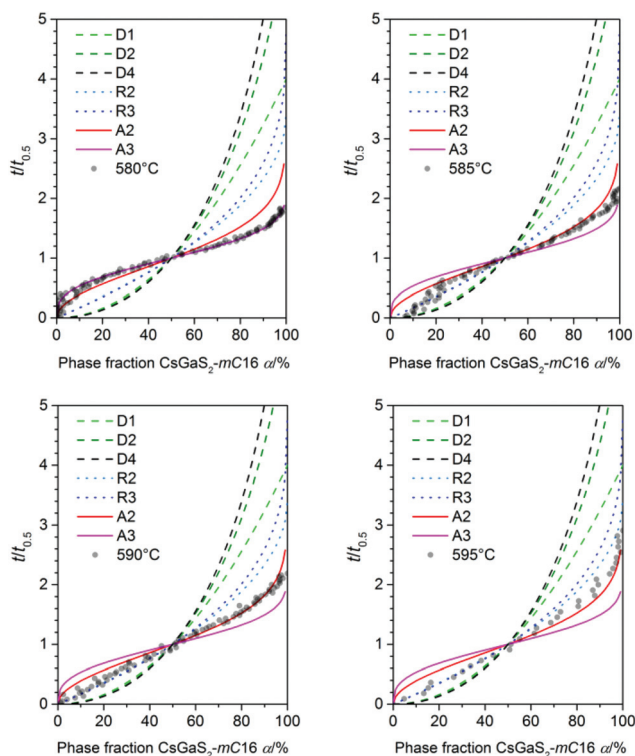 5
4
3
2
1
0
t/t0.5
D1
D2
D4
R2
R3
A2
A3
580°C
0 20 40 60 80 100
Phase fraction CsGaS2-mC16 α/%
5
4
3
2
1
0
t/t0.5
D1
D2
D4
R2
R3
A2
A3
585°C
0 20 40 60 80 100
Phase fraction CsGaS2-mC16 α/%
5
4
3
2
1
0
t/t0.5
D1
D2
D4
R2
R3
A2
A3
590°C
0 20 40 60 80 100
Phase fraction CsGaS2-mC16 α/%
5
4
3
2
1
0
t/t0.5
D1
D2
D4
R2
R3
A2
A3
595°C
0 20 40 60 80 100
Phase fraction CsGaS2-mC16 α/%